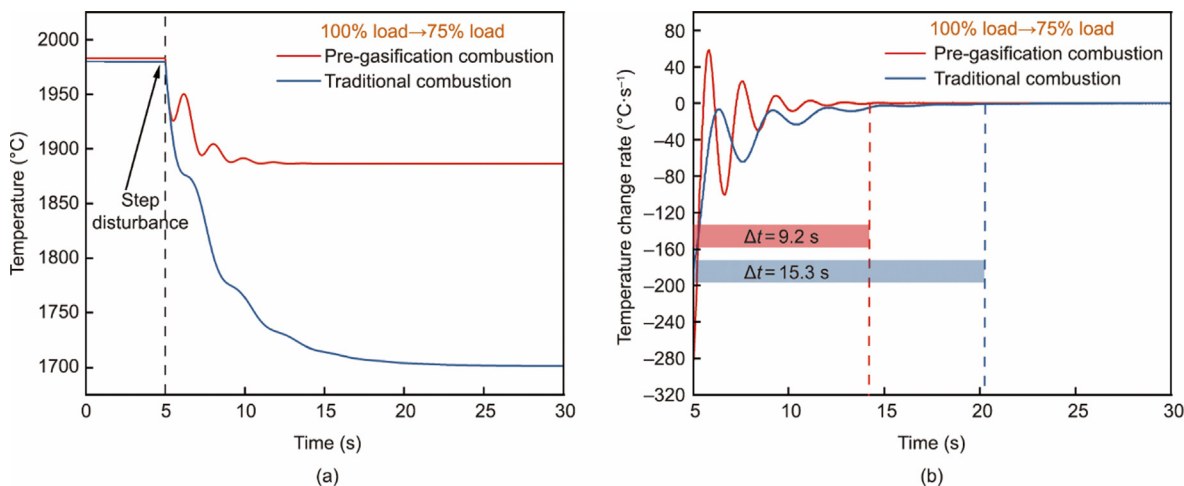 100% load→75% load
Pre-gasification combustion
Traditional combustion
Step
disturbance
Temperature (°C)
2000
1950
1900
1850
1800
1750
1700
0
5
10
15
20
25
30
Time (s)
(a)
100% load→75% load
Pre-gasification combustion
Traditional combustion
Δt = 9.2 s
Δt = 15.3 s
Temperature change rate (°C·s⁻¹)
80
40
0
−40
−80
−120
−160
−200
−240
−280
−320
5
10
15
20
25
30
Time (s)
(b)